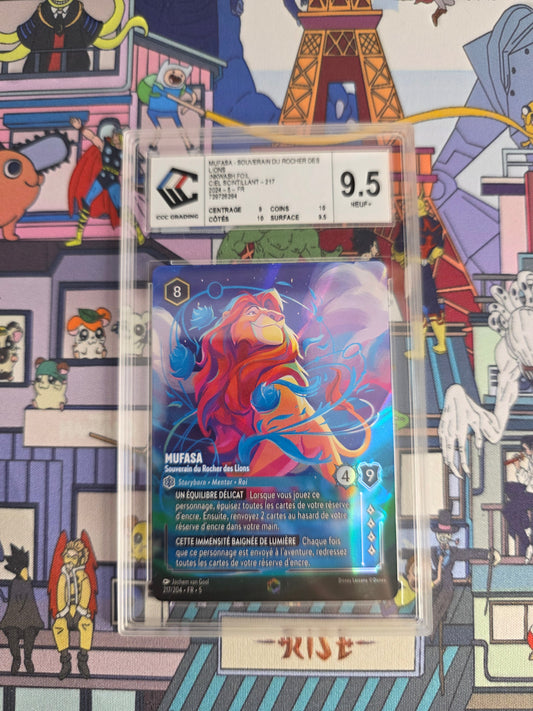 MUFASA - SOUVERAIN DU ROCHER DES
LIONS
INKWASH FOIL
CIEL SCINTILLANT - 217
2024 - 5 - FR
CENTRAGE 9 COINS 10
CÔTÉS 10 SURFACE 9.5
CCC GRADING
9.5
NEUF+
8
MUFASA
Souverain du Rocher des Lions
4 9
Storyborn • Mentor • Roi
UN ÉQUILIBRE DÉLICAT Lorsque vous jouez ce
personnage, épuisez toutes les cartes de votre réserve
d'encre. Ensuite, renvoyez 2 cartes au hasard de votre
réserve d'encre dans votre main.
CETTE IMMENSITÉ BAIGNÉE DE LUMIÈRE Chaque fois
que ce personnage est envoyé à l'aventure, redressez
toutes les cartes de votre réserve d'encre.
Jochem van Gool
217/204 • FR • 5
Disney Lorcana ©Disney
RISE